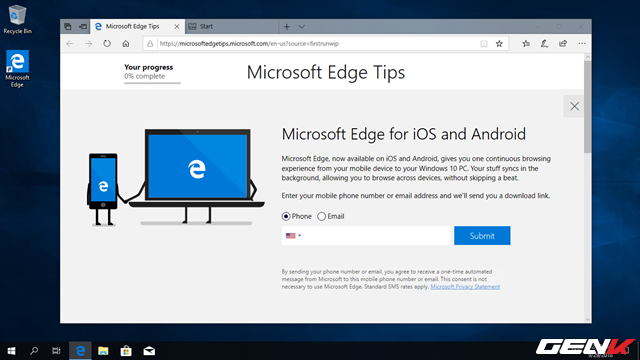 Microsoft Edge Tips
Start
https://microsoftedgetips.microsoft.com/en-us?source=firstrunwip
Recycle Bin
Microsoft
Edge
Your progress
0% complete
Microsoft Edge Tips
Microsoft Edge for iOS and Android
Microsoft Edge, now available on iOS and Android, gives you one continuous browsing
experience from your mobile device to your Windows 10 PC. Your stuff syncs in the
background, allowing you to browse across devices, without skipping a beat.
Enter your mobile phone number or email address and we'll send you a download link.
Phone
Email
Submit
By sending your phone number or email, you agree to receive a one-time automated
message from Microsoft to this mobile phone number or email. This consent is not
necessary to use Microsoft Edge. Standard SMS rates apply. Microsoft Privacy Statement
GENK